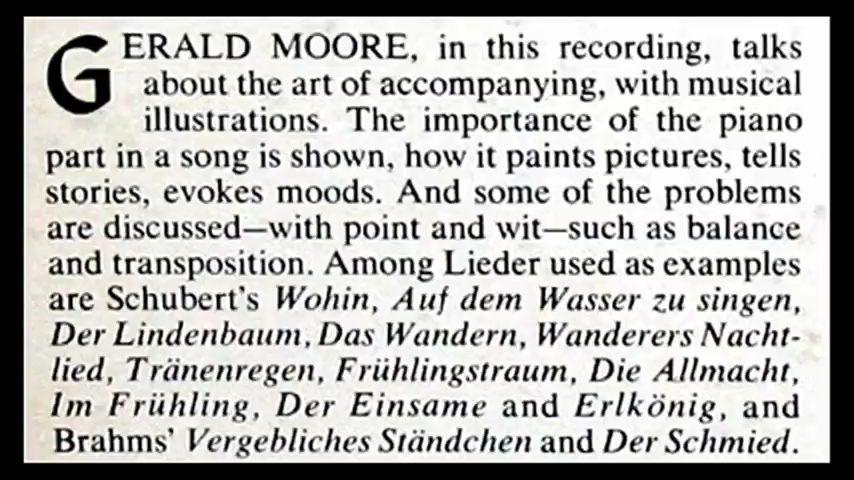 GERALD MOORE, in this recording, talks
about the art of accompanying, with musical
illustrations. The importance of the piano
part in a song is shown, how it paints pictures, tells
stories, evokes moods. And some of the problems
are discussed—with point and wit—such as balance
and transposition. Among Lieder used as examples
are Schubert's Wohin, Auf dem Wasser zu singen,
Der Lindenbaum, Das Wandern, Wanderers Nacht-
lied, Tränenregen, Frühlingstraum, Die Allmacht,
Im Frühling, Der Einsame and Erlkönig, and
Brahms' Vergebliches Ständchen and Der Schmied.